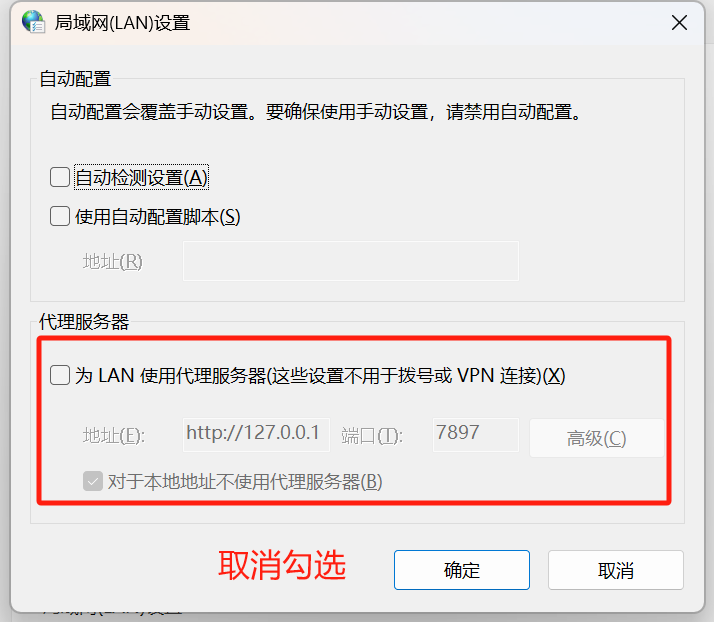 局域网(LAN)设置
自动配置
自动配置会覆盖手动设置。要确保使用手动设置，请禁用自动配置。
自动检测设置(A)
使用自动配置脚本(S)
地址(R)
代理服务器
为 LAN 使用代理服务器(这些设置不用于拨号或 VPN 连接)(X)
地址(E): http://127.0.0.1 端口(T): 7897 高级(C)
对于本地地址不使用代理服务器(B)
取消勾选 确定 取消